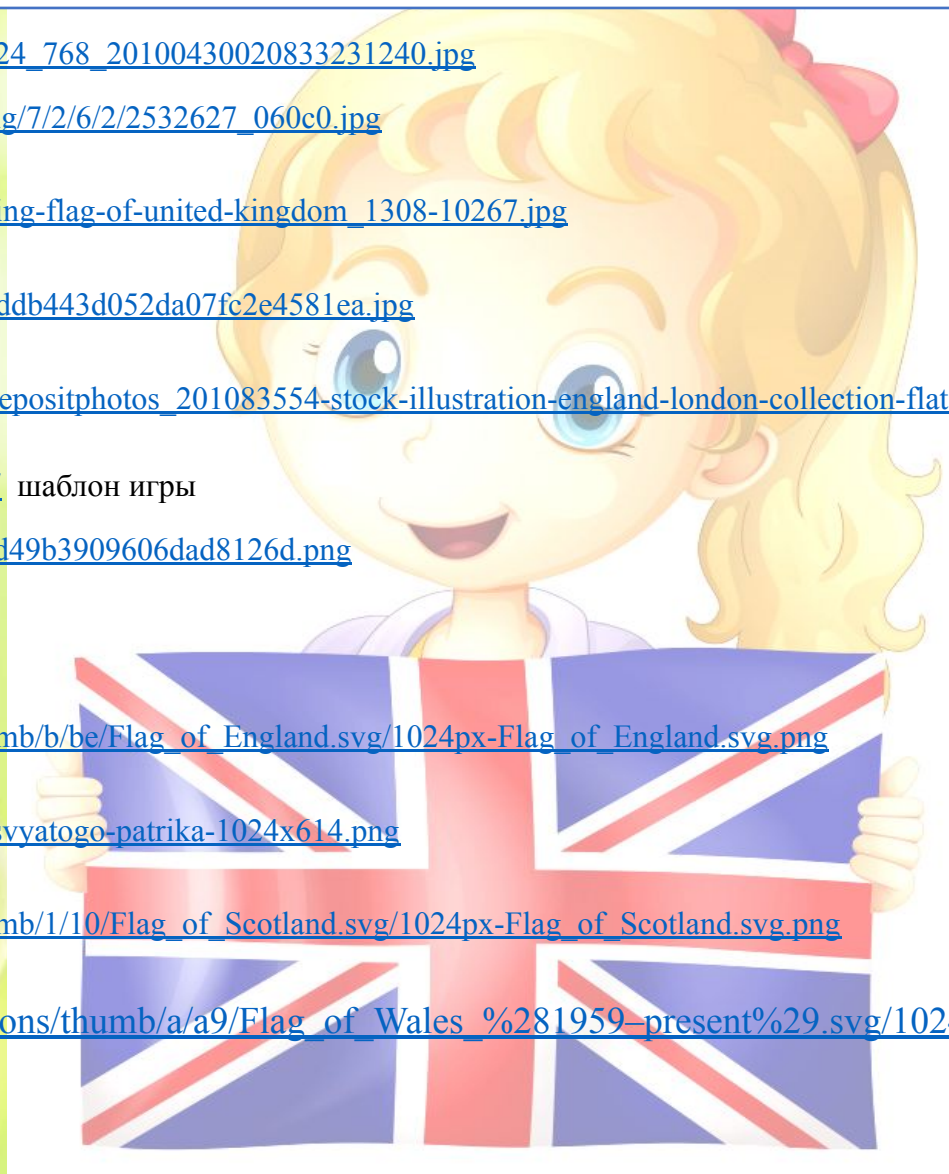 24_768_20100430020833231240.jpg
g/7/2/6/2/2532627_060c0.jpg
ing-flag-of-united-kingdom_1308-10267.jpg
ddb443d052da07fc2e4581ea.jpg
epositphotos_201083554-stock-illustration-england-london-collection-flat
шаблон игры
d49b3909606dad8126d.png
mb/b/be/Flag_of_England.svg/1024px-Flag_of_England.svg.png
svyatogo-patrika-1024x614.png
mb/1/10/Flag_of_Scotland.svg/1024px-Flag_of_Scotland.svg.png
ons/thumb/a/a9/Flag_of_Wales_%281959–present%29.svg/102